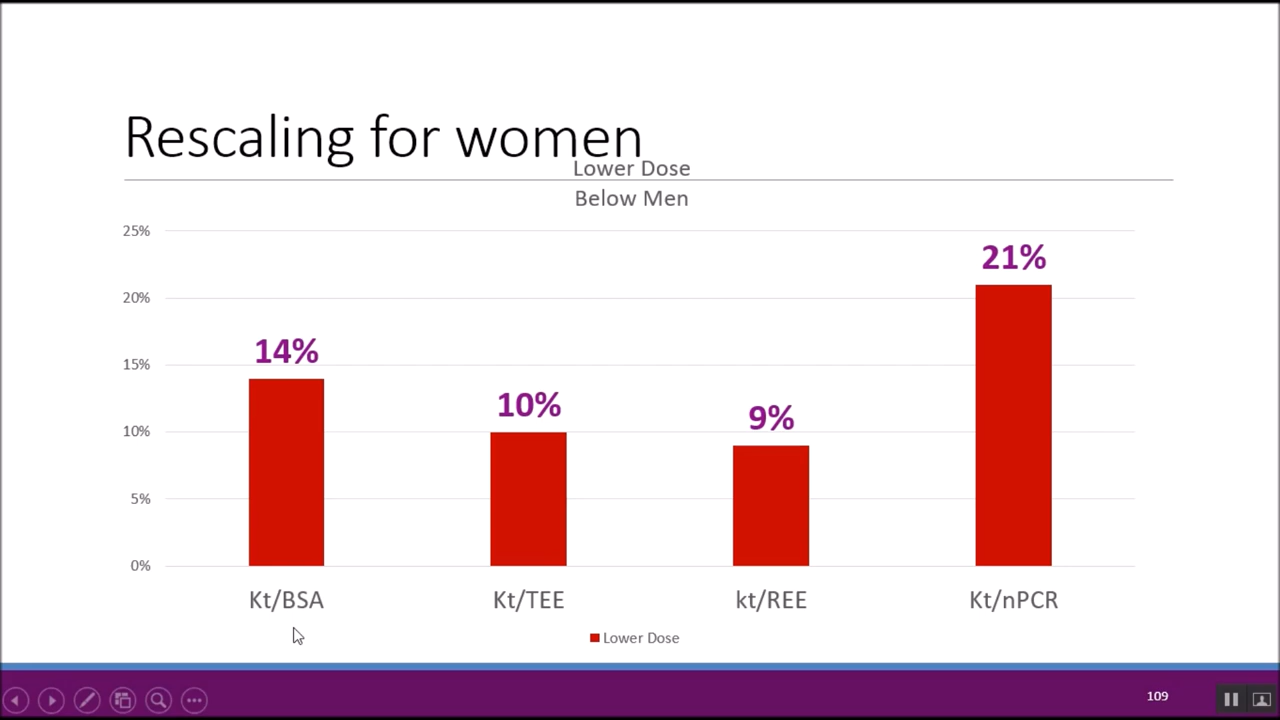 Rescaling for women
Lower Dose
Below Men
25%
20%
15%
10%
5%
0%
14%
10%
9%
21%
Kt/BSA
Kt/TEE
kt/REE
Kt/nPCR
Lower Dose
109